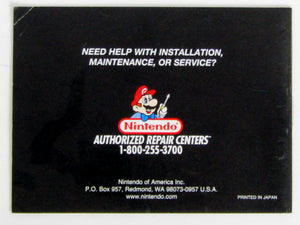 NEED HELP WITH INSTALLATION,
MAINTENANCE, OR SERVICE?
Nintendo
AUTHORIZED REPAIR CENTERS™
1-800-255-3700
Nintendo of America Inc.
P.O. Box 957, Redmond, WA 98073-0957 U.S.A.
www.nintendo.com
PRINTED IN JAPAN